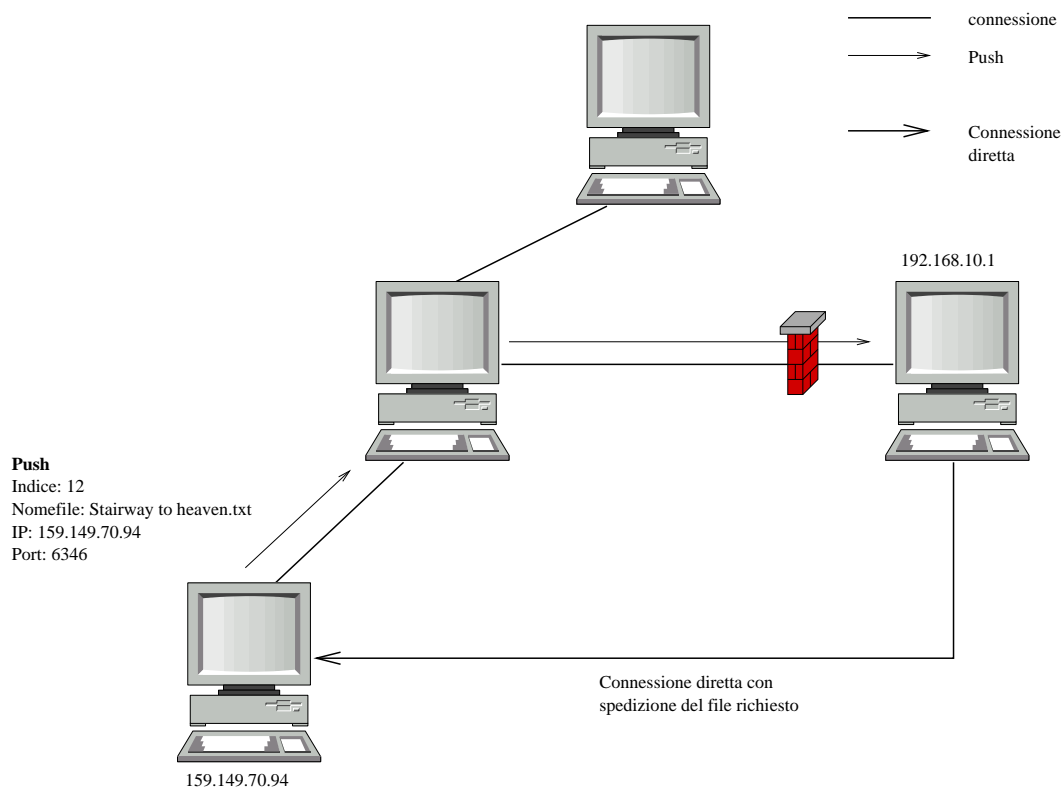 connessione
Push
Connessione
diretta
192.168.10.1
Push
Indice: 12
Nomefile: Stairway to heaven.txt
IP: 159.149.70.94
Port: 6346
Connessione diretta con
spedizione del file richiesto
159.149.70.94